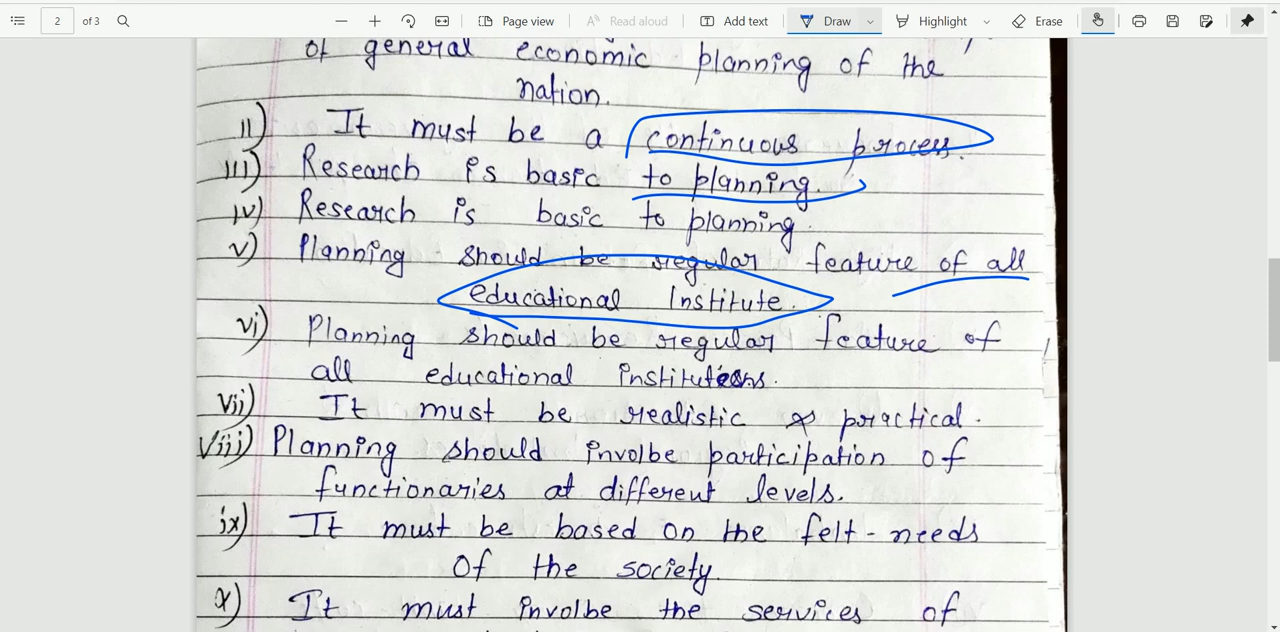 2 of 3 Page view Read aloud Add text Draw Highlight Erase
of general economic planning of the
nation.
ii) It must be a continuous process.
iii) Research is basic to planning.
iv) Research is basic to planning.
v) Planning should be regular feature of all
educational Institute.
vi) Planning should be regular feature of
all educational institutions.
vii) It must be realistic & practical.
viii) Planning should involbe participation of
functionaries at different levels.
ix) It must be based on the felt-needs
of the society.
x) It must involbe the services of